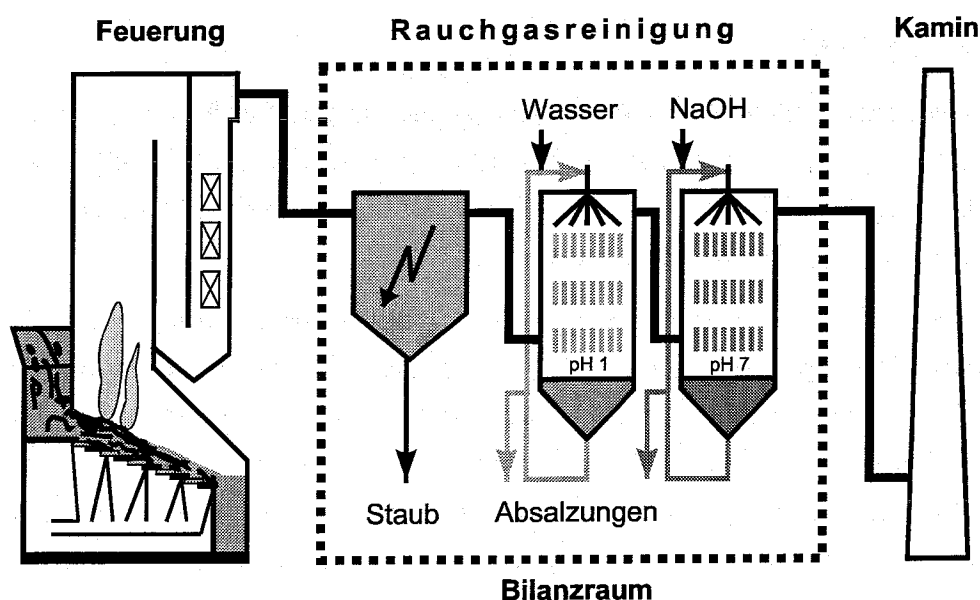 Feuerung
Rauchgasreinigung
Kamin
Wasser
NaOH
pH 1
pH 7
Staub
Absalzungen
Bilanzraum